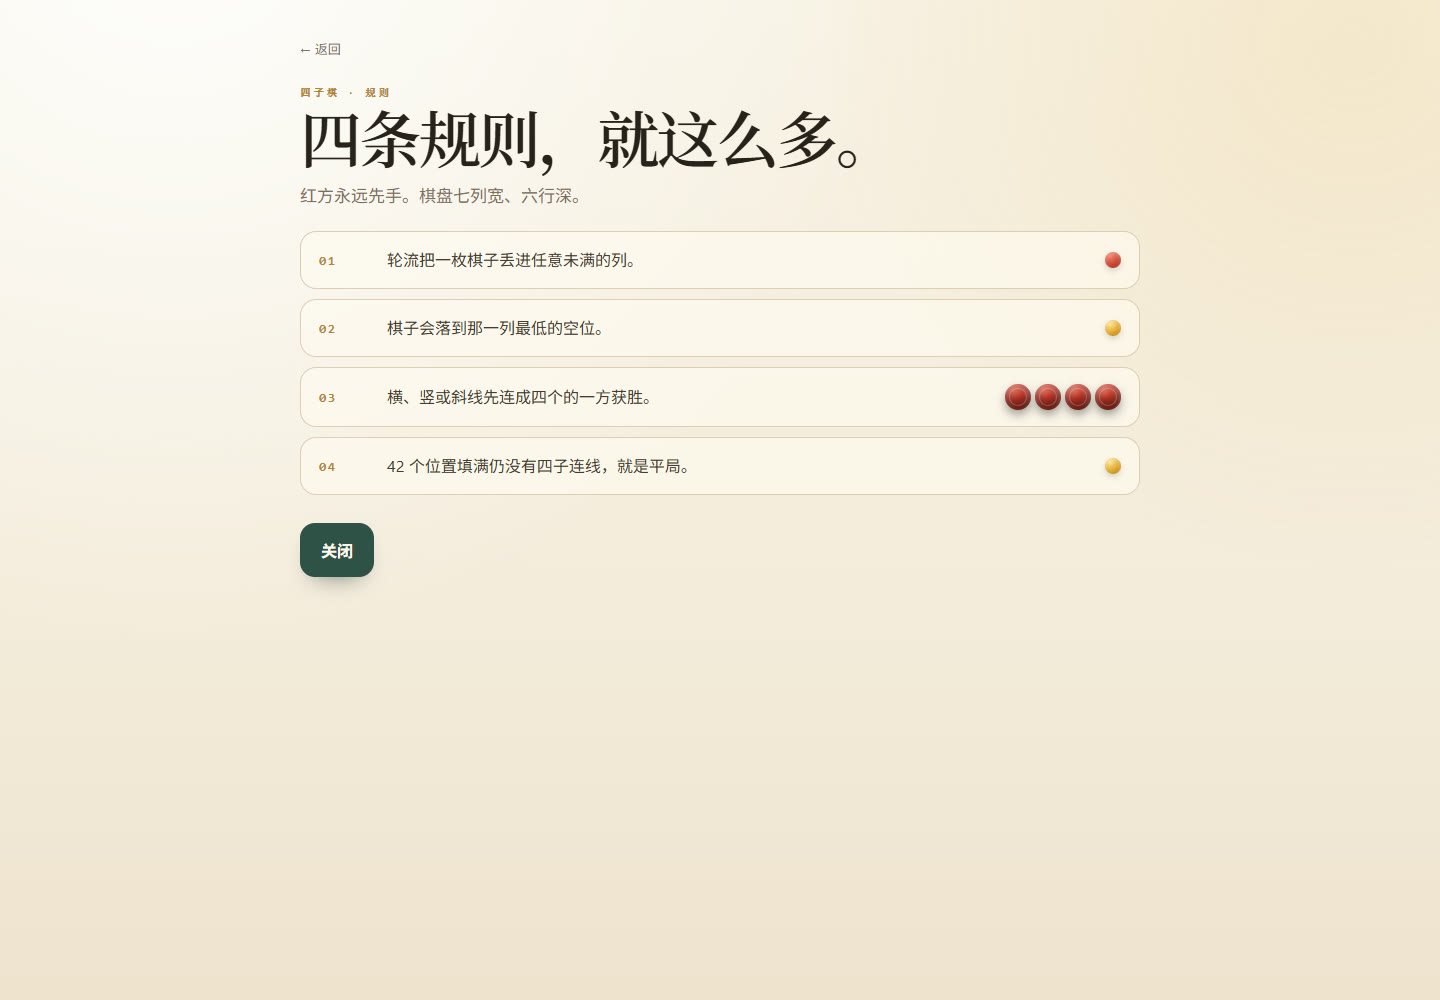 ← 返回
四子棋 · 规则
四条规则，就这么多。
红方永远先手。棋盘七列宽、六行深。
01 轮流把一枚棋子丢进任意未满的列。
02 棋子会落到那一列最低的空位。
03 横、竖或斜线先连成四个的一方获胜。
04 42 个位置填满仍没有四子连线，就是平局。
关闭